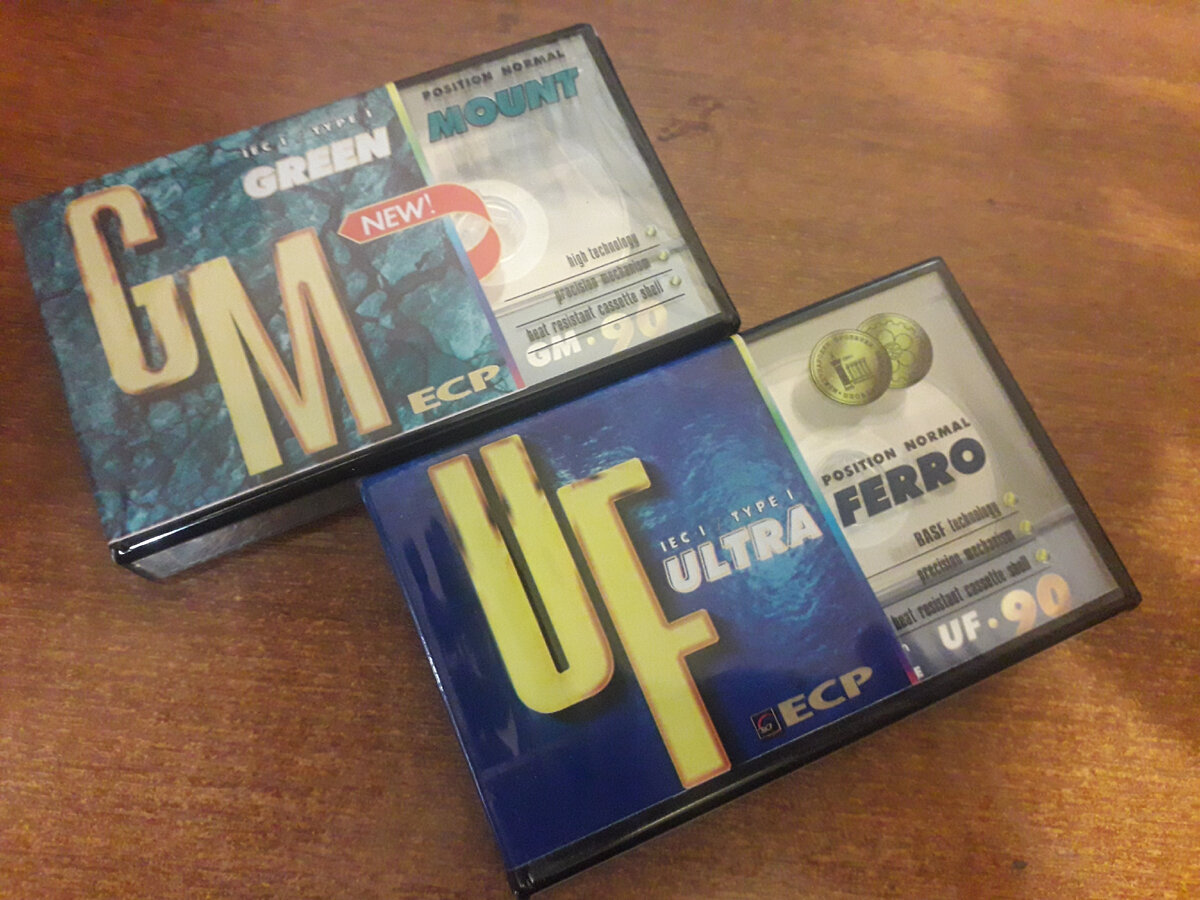 IEC I TYPE I
GREEN
GM
ECP
POSITION NORMAL
MOUNT
NEW!
high technology
precision mechanism
heat resistant cassette shell
GM • 90
UF
IEC I TYPE I
ULTRA
ECP
POSITION NORMAL
FERRO
BASF technology
precision mechanism
heat resistant cassette shell
UF • 90